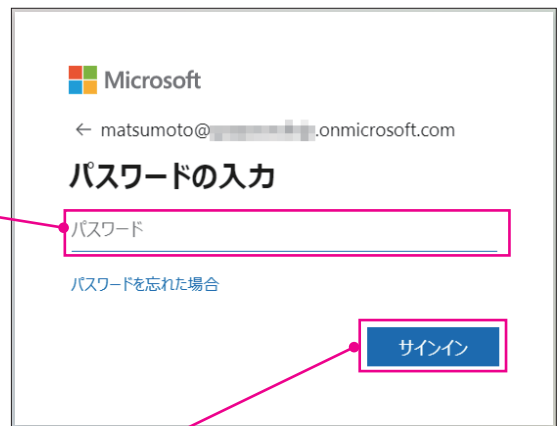 Microsoft
← matsumoto@ .onmicrosoft.com
パスワードの入力
パスワード
パスワードを忘れた場合
サインイン